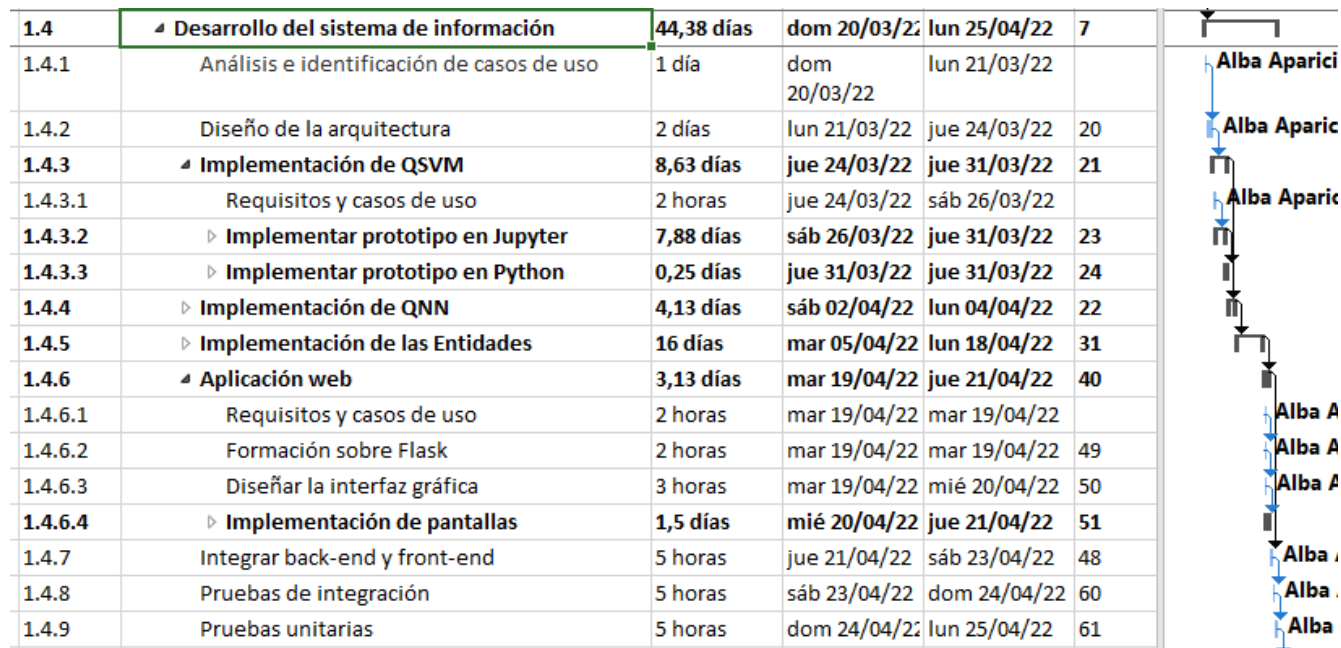 1.4 Desarrollo del sistema de información 44,38 días dom 20/03/22 lun 25/04/22 7
1.4.1 Análisis e identificación de casos de uso 1 día dom 20/03/22 lun 21/03/22 Alba Aparici
1.4.2 Diseño de la arquitectura 2 días lun 21/03/22 jue 24/03/22 20 Alba Aparic
1.4.3 Implementación de QSVM 8,63 días jue 24/03/22 jue 31/03/22 21
1.4.3.1 Requisitos y casos de uso 2 horas jue 24/03/22 sáb 26/03/22 Alba Aparic
1.4.3.2 Implementar prototipo en Jupyter 7,88 días sáb 26/03/22 jue 31/03/22 23
1.4.3.3 Implementar prototipo en Python 0,25 días jue 31/03/22 jue 31/03/22 24
1.4.4 Implementación de QNN 4,13 días sáb 02/04/22 lun 04/04/22 22
1.4.5 Implementación de las Entidades 16 días mar 05/04/22 lun 18/04/22 31
1.4.6 Aplicación web 3,13 días mar 19/04/22 jue 21/04/22 40
1.4.6.1 Requisitos y casos de uso 2 horas mar 19/04/22 mar 19/04/22 Alba A
1.4.6.2 Formación sobre Flask 2 horas mar 19/04/22 mar 19/04/22 49 Alba A
1.4.6.3 Diseñar la interfaz gráfica 3 horas mar 19/04/22 mié 20/04/22 50 Alba A
1.4.6.4 Implementación de pantallas 1,5 días mié 20/04/22 jue 21/04/22 51
1.4.7 Integrar back-end y front-end 5 horas jue 21/04/22 sáb 23/04/22 48 Alba
1.4.8 Pruebas de integración 5 horas sáb 23/04/22 dom 24/04/22 60 Alba
1.4.9 Pruebas unitarias 5 horas dom 24/04/22 lun 25/04/22 61 Alba